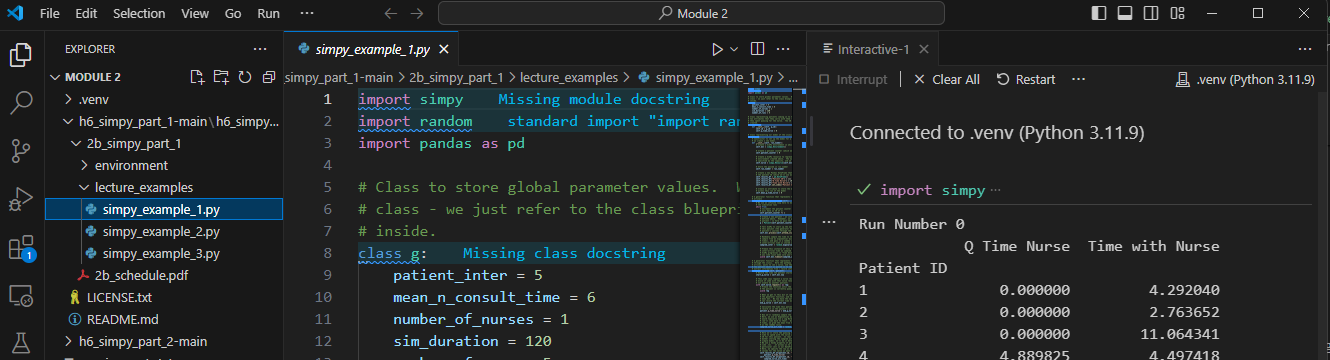 File Edit Selection View Go Run ··· Module 2
EXPLORER ···
MODULE 2
.venv
h6_simpy_part_1-main\h6_simpy...
2b_simpy_part_1
environment
lecture_examples
simpy_example_1.py
simpy_example_2.py
simpy_example_3.py
2b_schedule.pdf
LICENSE.txt
README.md
h6_simpy_part_2-main
1
simpy_example_1.py
_simpy_part_1-main > 2b_simpy_part_1 > lecture_examples > simpy_example_1.py > ...
1 import simpy Missing module docstring
2 import random standard import "import ran
3 import pandas as pd
4
5 # Class to store global parameter values.
6 # class - we just refer to the class bluepri
7 # inside.
8 class g: Missing class docstring
9 patient_inter = 5
10 mean_n_consult_time = 6
11 number_of_nurses = 1
12 sim_duration = 120
Interactive-1
Interrupt | Clear All Restart ··· .venv (Python 3.11.9)
Connected to .venv (Python 3.11.9)
import simpy ···
Run Number 0
Q Time Nurse Time with Nurse
Patient ID
1 0.000000 4.292040
2 0.000000 2.763652
3 0.000000 11.064341
4 4.889825 4.497418